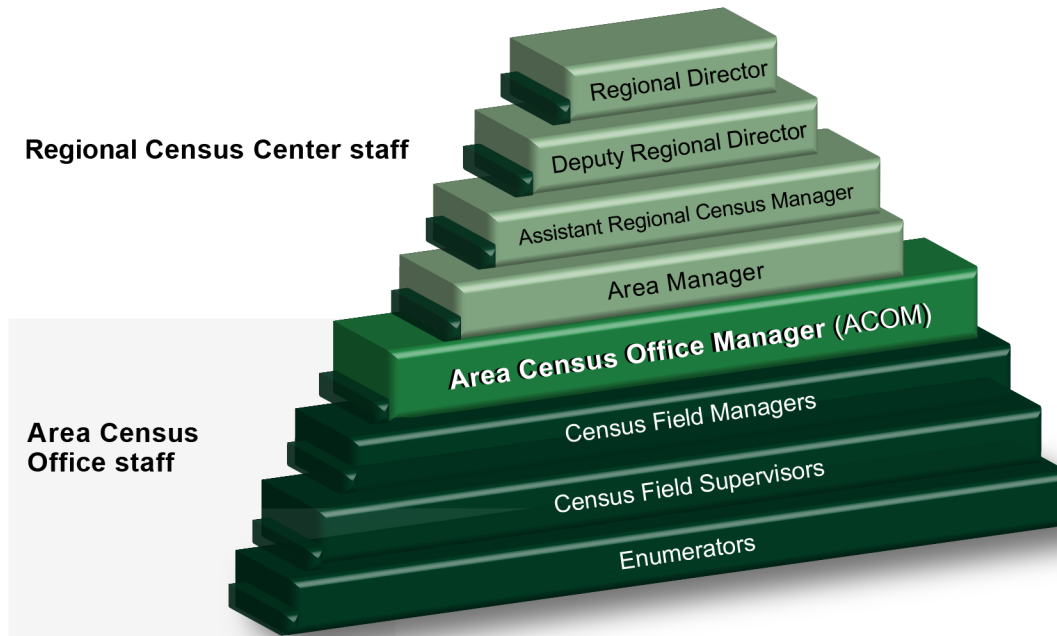 Regional Director
Deputy Regional Director
Regional Census Center staff
Assistant Regional Census Manager
Area Manager
Area Census Office Manager (ACOM)
Census Field Managers
Area Census
Office staff
Census Field Supervisors
Enumerators